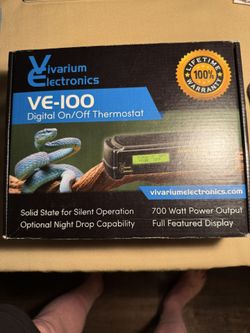 Vivarium
Electronics
LIFETIME
100%
WARRANTY
VE-100
Digital On/Off Thermostat
vivariumelectronics.com
Solid State for Silent Operation
700 Watt Power Output
Optional Night Drop Capability
Full Featured Display